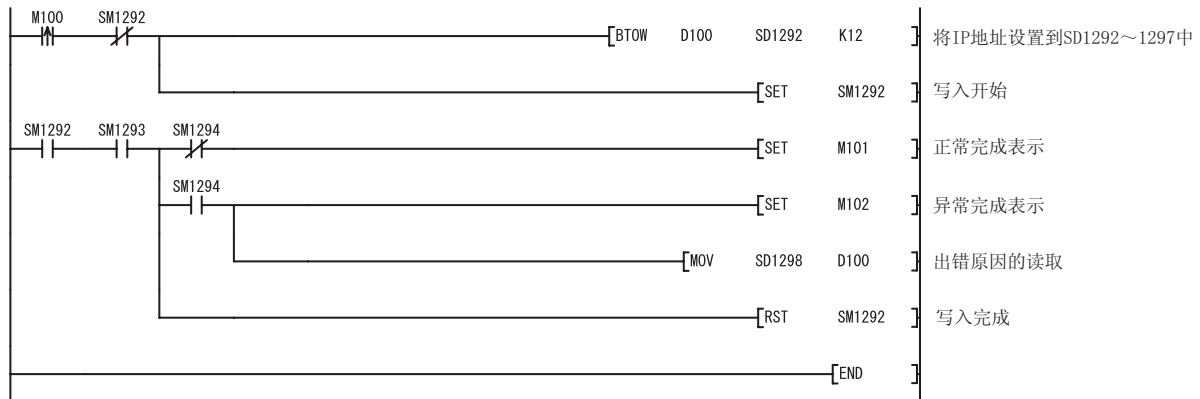 M100 SM1292
[BTOW D100 SD1292 K12 ] 将IP地址设置到SD1292～1297中
[SET SM1292 ] 写入开始
SM1292 SM1293 SM1294
[SET M101 ] 正常完成表示
SM1294
[SET M102 ] 异常完成表示
[MOV SD1298 D100 ] 出错原因的读取
[RST SM1292 ] 写入完成
[END ]